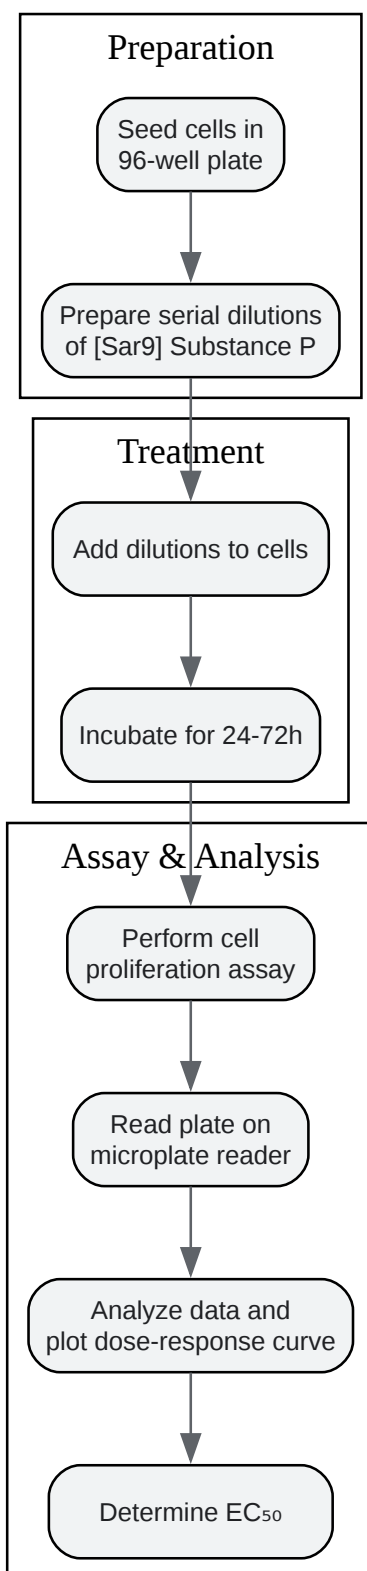 Preparation
Seed cells in
96-well plate
Prepare serial dilutions
of [Sar9] Substance P
Treatment
Add dilutions to cells
Incubate for 24-72h
Assay & Analysis
Perform cell
proliferation assay
Read plate on
microplate reader
Analyze data and
plot dose-response curve
Determine EC₅₀